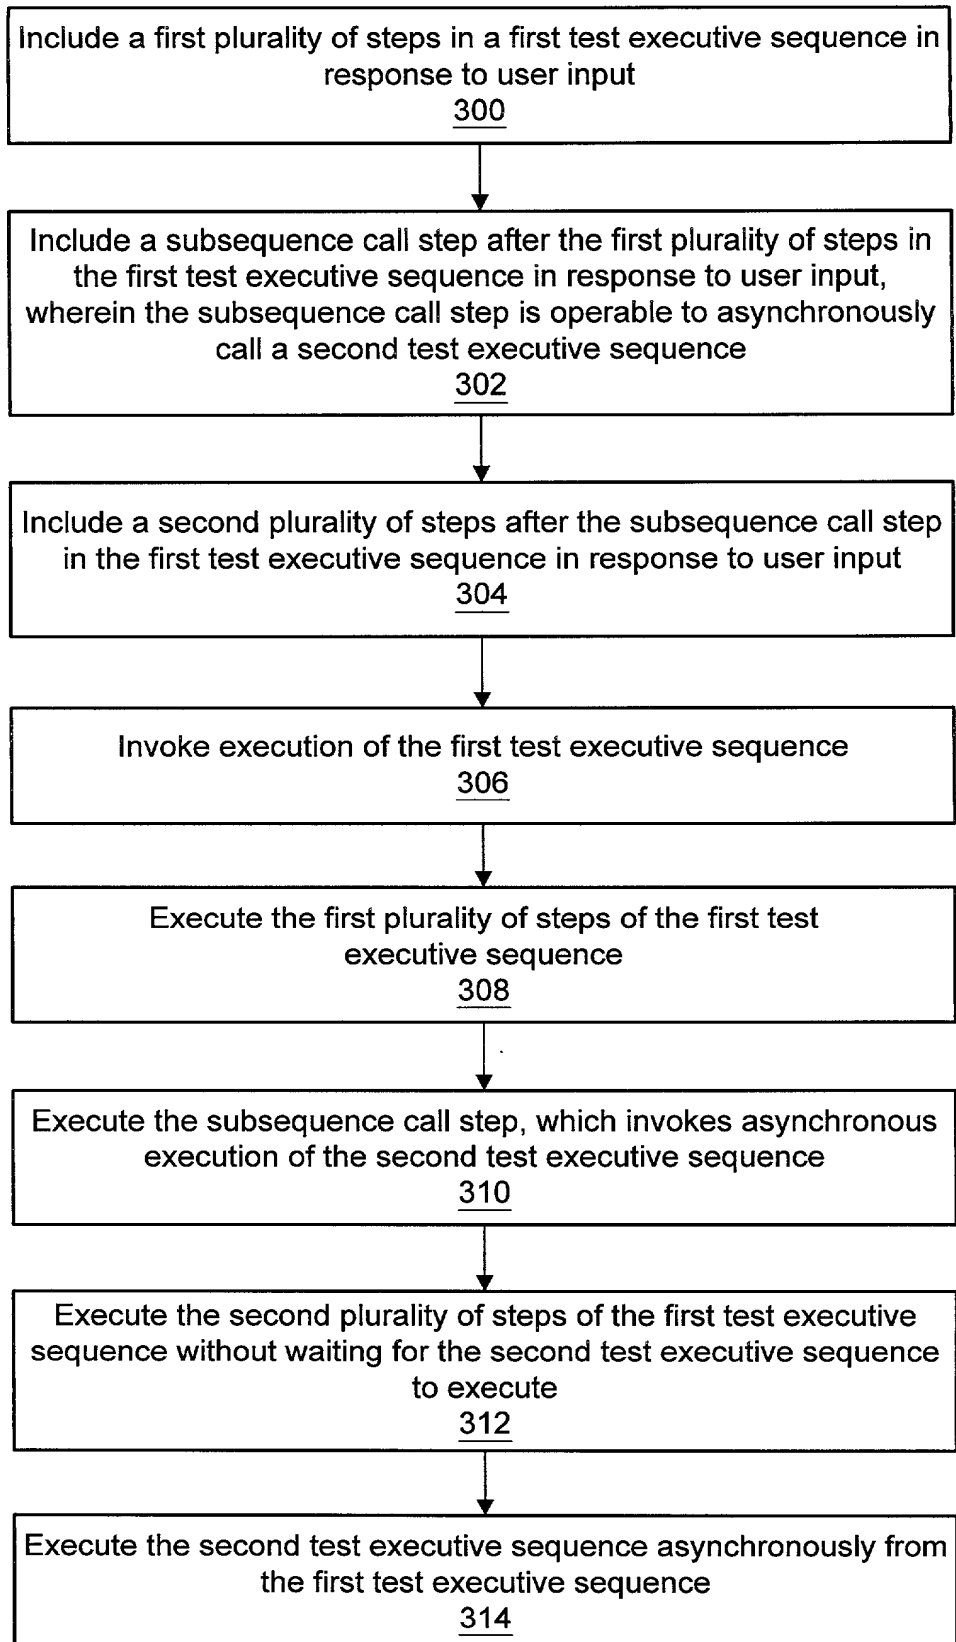 Include a first plurality of steps in a first test executive sequence in
response to user input
300
Include a subsequence call step after the first plurality of steps in
the first test executive sequence in response to user input,
wherein the subsequence call step is operable to asynchronously
call a second test executive sequence
302
Include a second plurality of steps after the subsequence call step
in the first test executive sequence in response to user input
304
Invoke execution of the first test executive sequence
306
Execute the first plurality of steps of the first test
executive sequence
308
Execute the subsequence call step, which invokes asynchronous
execution of the second test executive sequence
310
Execute the second plurality of steps of the first test executive
sequence without waiting for the second test executive sequence
to execute
312
Execute the second test executive sequence asynchronously from
the first test executive sequence
314